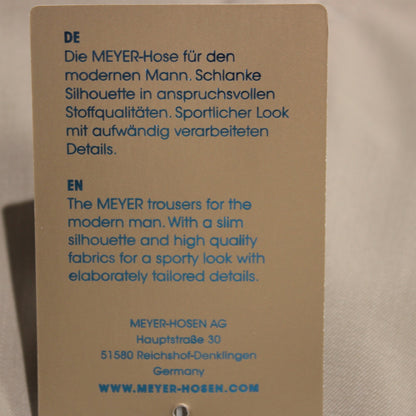 DE
Die MEYER-Hose für den
modernen Mann. Schlanke
Silhouette in anspruchsvollen
Stoffqualitäten. Sportlicher Look
mit aufwändig verarbeiteten
Details.
EN
The MEYER trousers for the
modern man. With a slim
silhouette and high quality
fabrics for a sporty look with
elaborately tailored details.
MEYER-HOSEN AG
Hauptstraße 30
51580 Reichshof-Denklingen
Germany
WWW.MEYER-HOSEN.COM